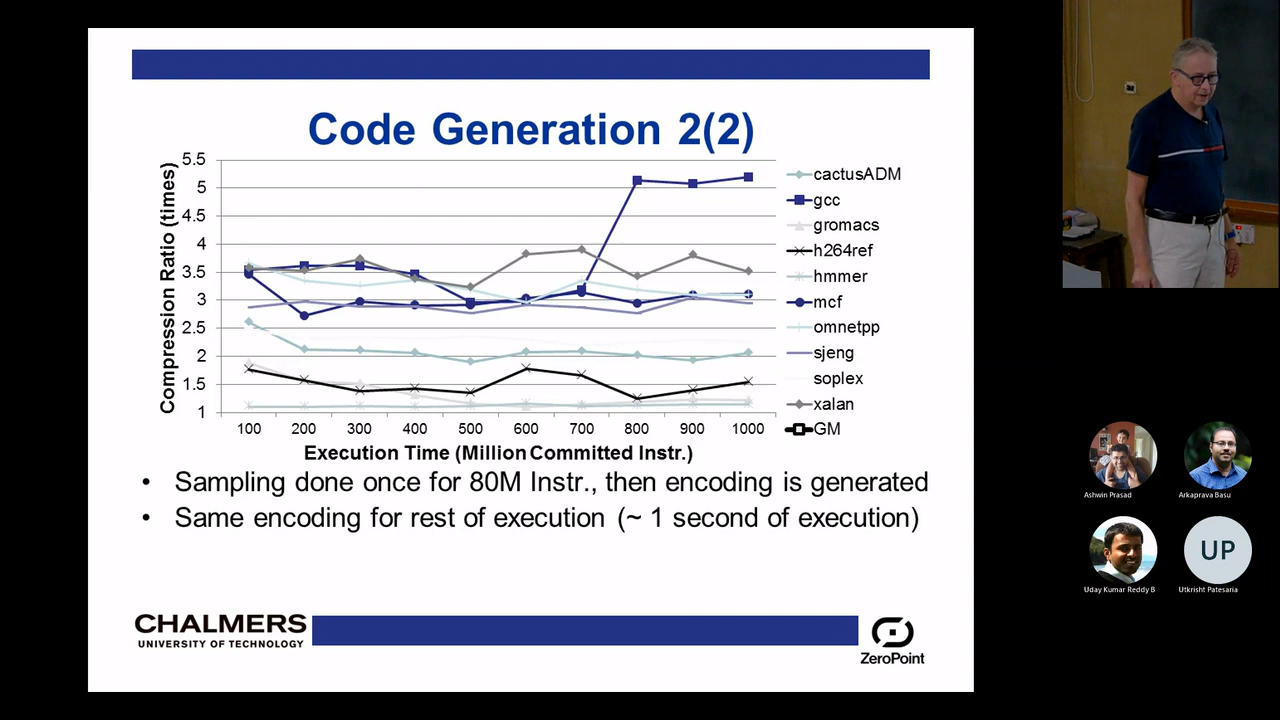 Code Generation 2(2)
Compression Ratio (times)
5.5
5
4.5
4
3.5
3
2.5
2
1.5
1
100 200 300 400 500 600 700 800 900 1000
Execution Time (Million Committed Instr.)
cactusADM
gcc
gromacs
h264ref
hmmer
mcf
omnetpp
sjeng
soplex
xalan
GM
• Sampling done once for 80M Instr., then encoding is generated
• Same encoding for rest of execution (~ 1 second of execution)
CHALMERS
UNIVERSITY OF TECHNOLOGY
ZeroPoint
Ashwin Prasad
Arkaprava Basu
UP
Uday Kumar Reddy B
Utkrisht Patesaria